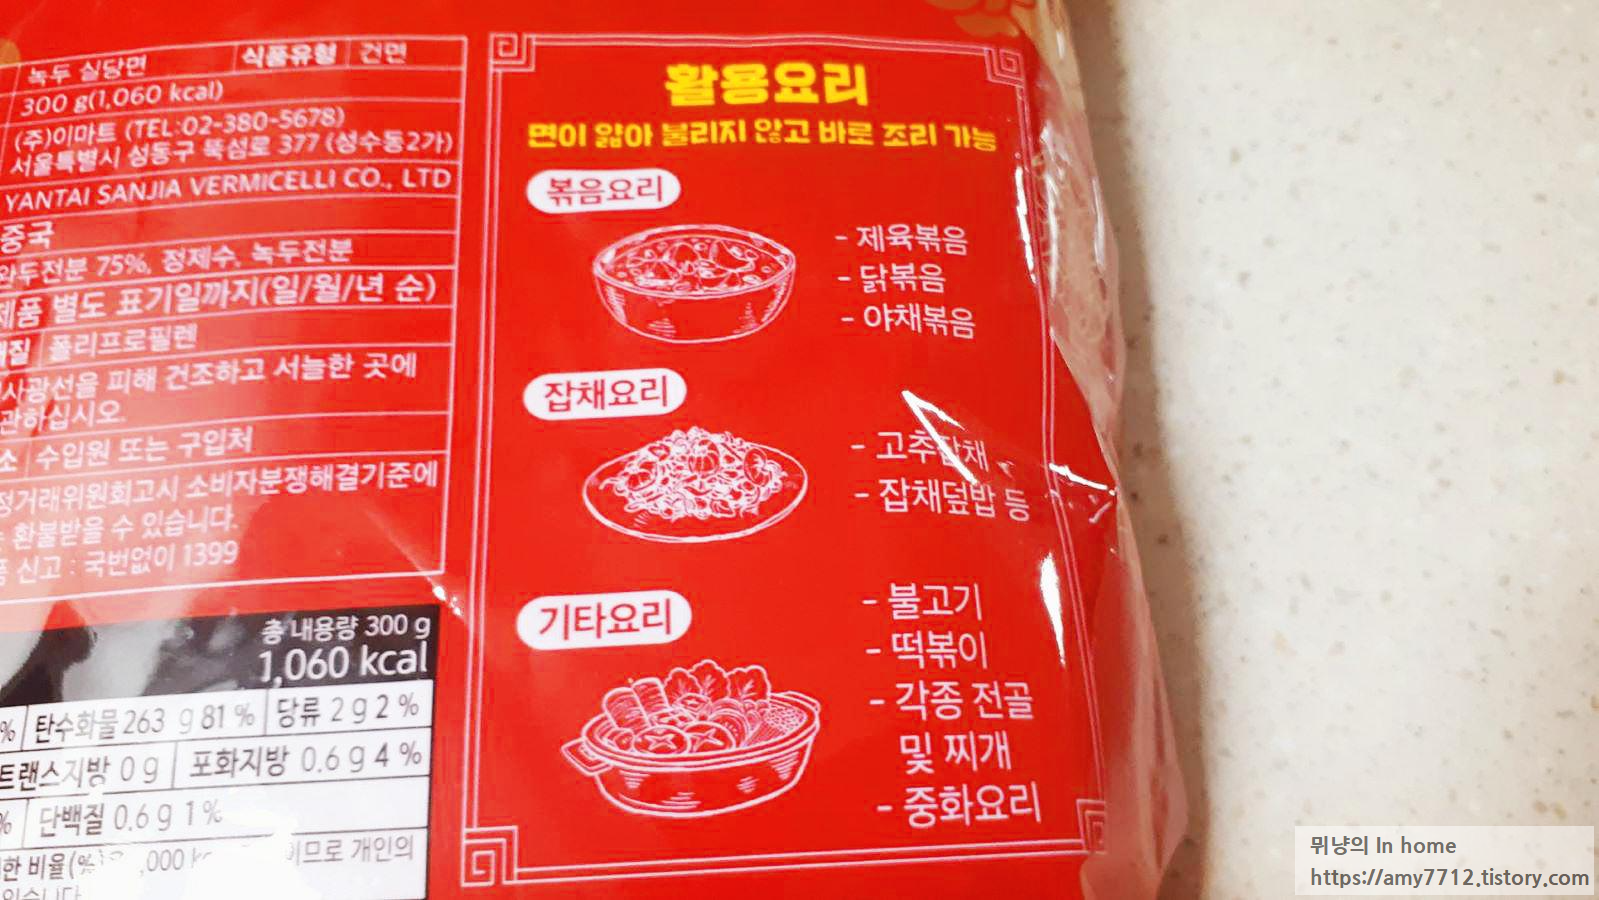 녹두 실당면 식품유형 건면
300 g(1,060 kcal)
(주)이마트 (TEL:02-380-5678)
서울특별시 성동구 뚝섬로 377 (성수동2가)
YANTAI SANJIA VERMICELLI CO., LTD
중국
완두전분 75%, 정제수, 녹두전분
제품 별도 표기일까지(일/월/년 순)
재질 폴리프로필렌
사광선을 피해 건조하고 서늘한 곳에
관하십시오.
소 수입원 또는 구입처
정거래위원회고시 소비자분쟁해결기준에
환불받을 수 있습니다.
품 신고 : 국번없이 1399
총 내용량 300 g
1,060 kcal
% 탄수화물 263 g 81 % 당류 2 g 2 %
트랜스지방 0 g 포화지방 0.6 g 4 %
% 단백질 0.6 g 1 %
한 비율(%) ,000 이므로 개인의
활용요리
면이 얇아 불리지 않고 바로 조리 가능
볶음요리
- 제육볶음
- 닭볶음
- 야채볶음
잡채요리
- 고추잡채
- 잡채덮밥 등
기타요리
- 불고기
- 떡볶이
- 각종 전골
및 찌개
- 중화요리
뮈냥의 In home
https://amy7712.tistory.com